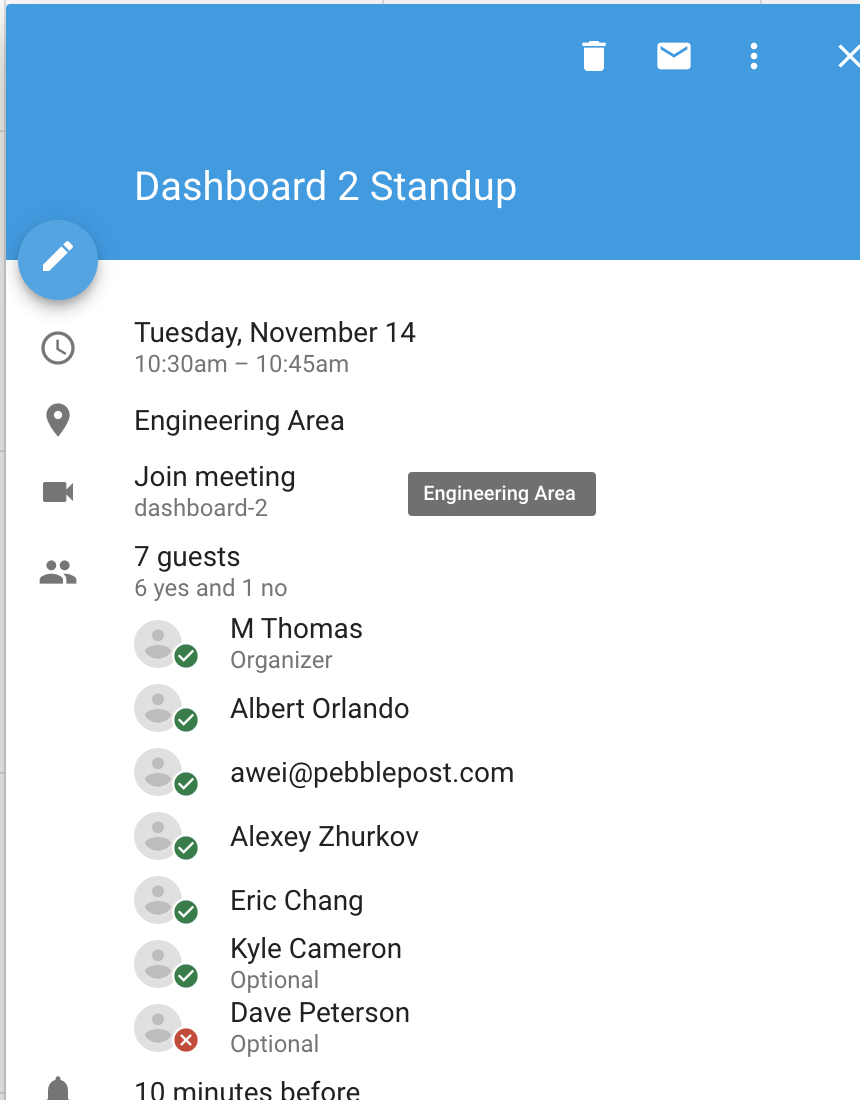 Dashboard 2 Standup
Tuesday, November 14
10:30am – 10:45am
Engineering Area
Join meeting
dashboard-2
Engineering Area
7 guests
6 yes and 1 no
M Thomas
Organizer
Albert Orlando
awei@pebblepost.com
Alexey Zhurkov
Eric Chang
Kyle Cameron
Optional
Dave Peterson
Optional
10 minutes before